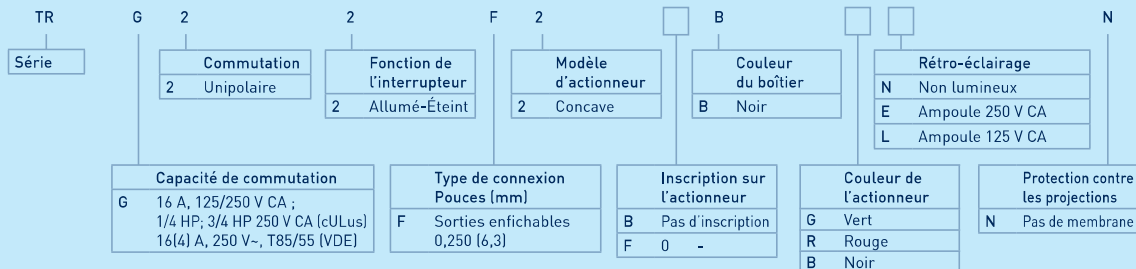 TR G 2 2 F 2 B N
Série
Commutation
2 Unipolaire
Fonction de
l'interrupteur
2 Allumé-Éteint
Modèle
d'actionneur
2 Concave
Couleur
du boîtier
B Noir
Rétro-éclairage
N Non lumineux
E Ampoule 250 V CA
L Ampoule 125 V CA
Capacité de commutation
G 16 A, 125/250 V CA ;
1/4 HP; 3/4 HP 250 V CA (cULus)
16(4) A, 250 V~, T85/55 (VDE)
Type de connexion
Pouces (mm)
F Sorties enfichables
0,250 (6,3)
Inscription sur
l'actionneur
B Pas d'inscription
F 0 -
Couleur de
l'actionneur
G Vert
R Rouge
B Noir
Protection contre
les projections
N Pas de membrane